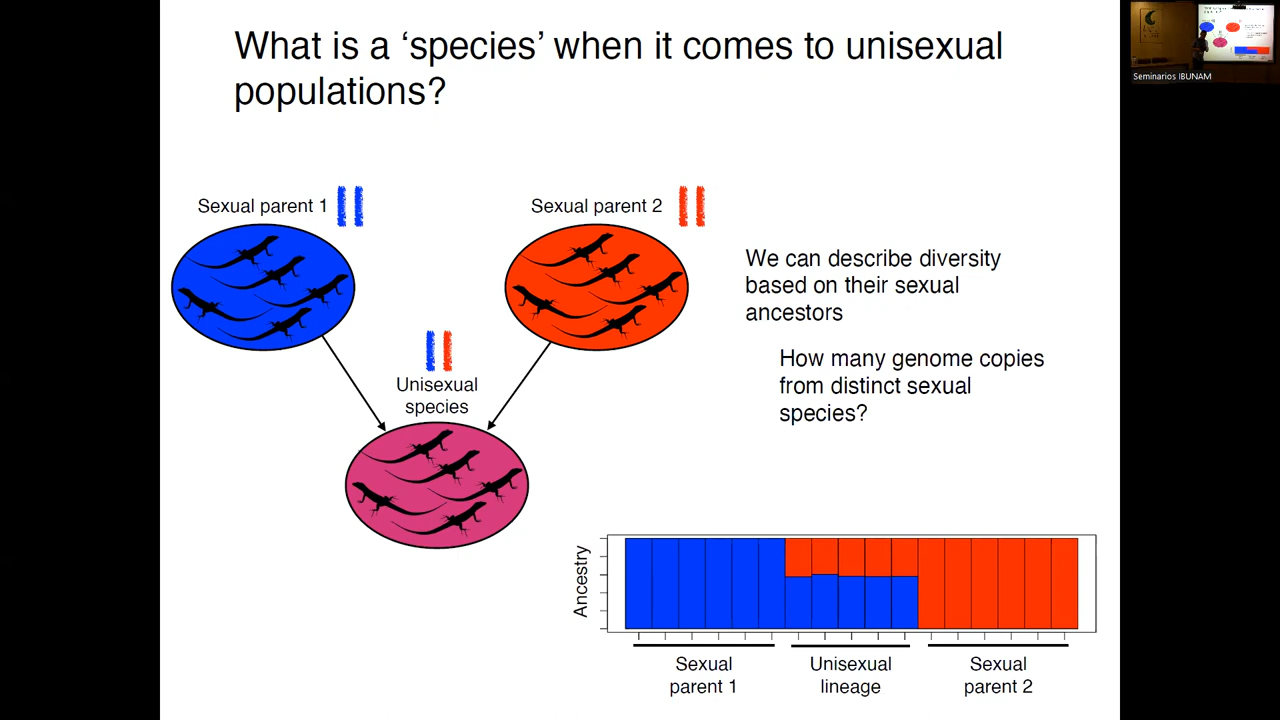 What is a ‘species’ when it comes to unisexual
populations?
Seminarios IBUNAM
Sexual parent 1
Sexual parent 2
We can describe diversity
based on their sexual
ancestors
How many genome copies
from distinct sexual
species?
Unisexual
species
Ancestry
Sexual
parent 1
Unisexual
lineage
Sexual
parent 2